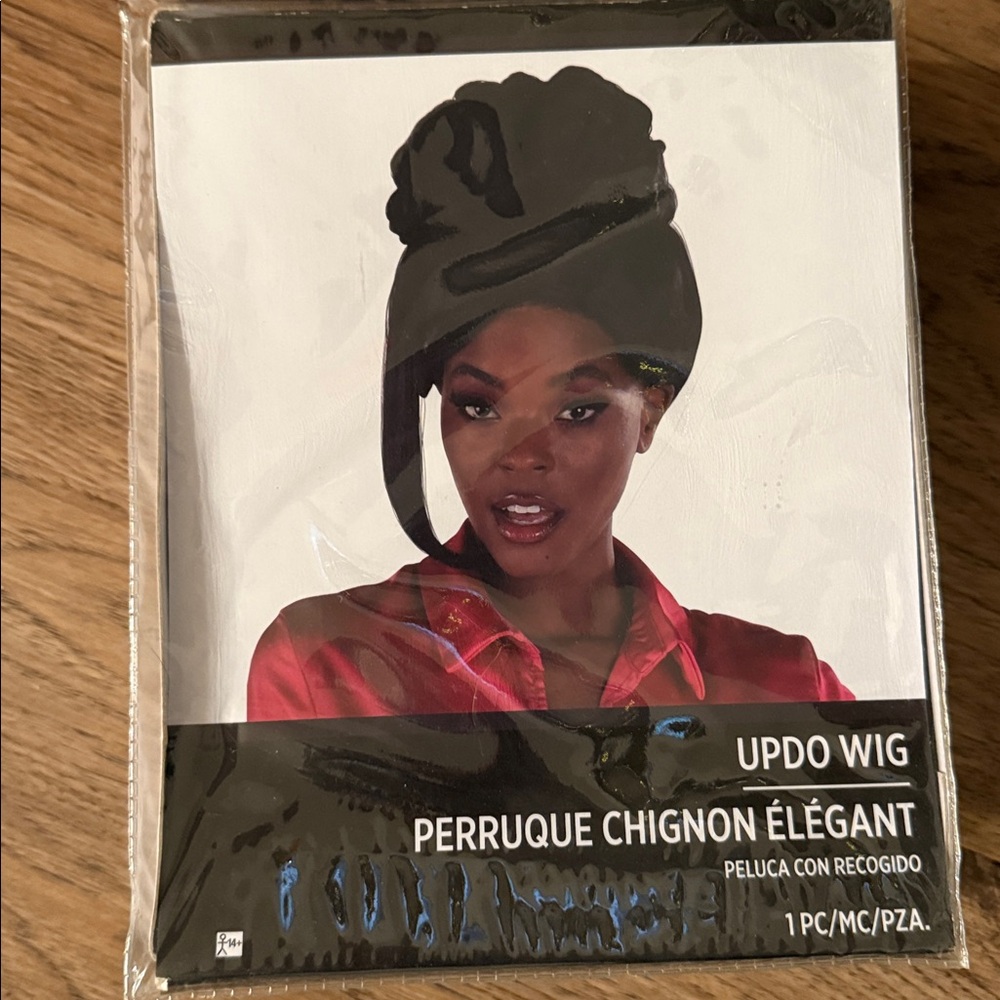 UPDO WIG
PERRUQUE CHIGNON ÉLÉGANT
PELUCA CON RECOGIDO
1 PC/MC/PZA.
14+